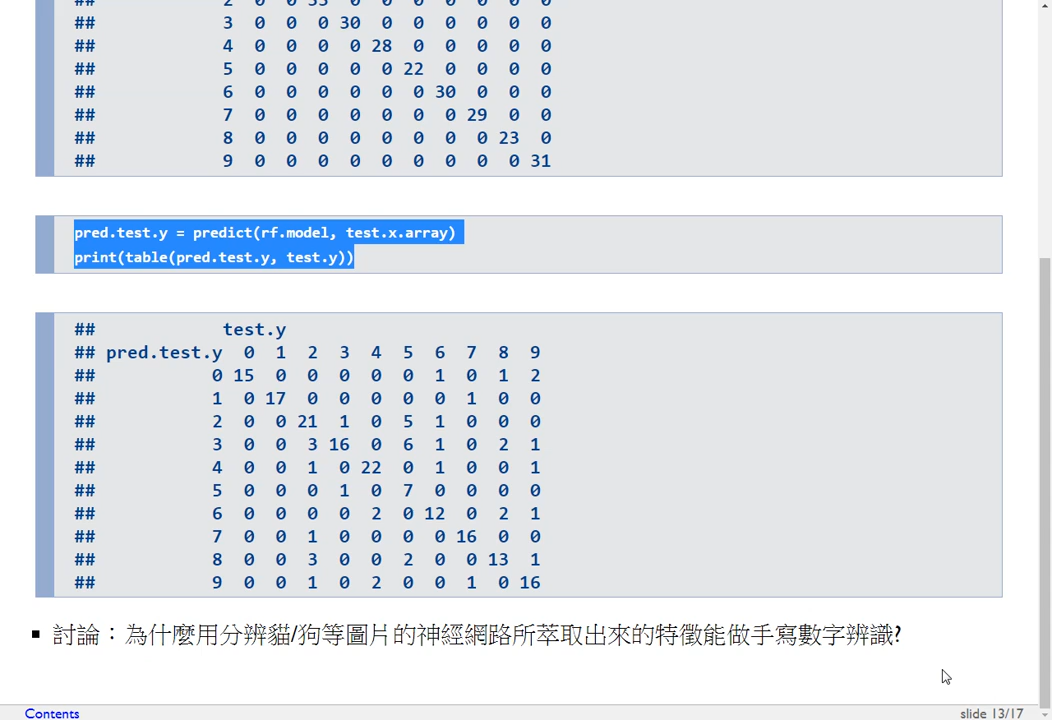 ## 2 0 0 33 0 0 0 0 0 0 0
## 3 0 0 0 30 0 0 0 0 0 0
## 4 0 0 0 0 28 0 0 0 0 0
## 5 0 0 0 0 0 22 0 0 0 0
## 6 0 0 0 0 0 0 30 0 0 0
## 7 0 0 0 0 0 0 0 29 0 0
## 8 0 0 0 0 0 0 0 0 23 0
## 9 0 0 0 0 0 0 0 0 0 31
pred.test.y = predict(rf.model, test.x.array)
print(table(pred.test.y, test.y))
## test.y
## pred.test.y 0 1 2 3 4 5 6 7 8 9
## 0 15 0 0 0 0 0 1 0 1 2
## 1 0 17 0 0 0 0 0 1 0 0
## 2 0 0 21 1 0 5 1 0 0 0
## 3 0 0 3 16 0 6 1 0 2 1
## 4 0 0 1 0 22 0 1 0 0 1
## 5 0 0 0 1 0 7 0 0 0 0
## 6 0 0 0 0 2 0 12 0 2 1
## 7 0 0 1 0 0 0 0 16 0 0
## 8 0 0 3 0 0 2 0 0 13 1
## 9 0 0 1 0 2 0 0 1 0 16
▪ 討論：為什麼用分辨貓/狗等圖片的神經網路所萃取出來的特徵能做手寫數字辨識?
Contents
slide 13/17